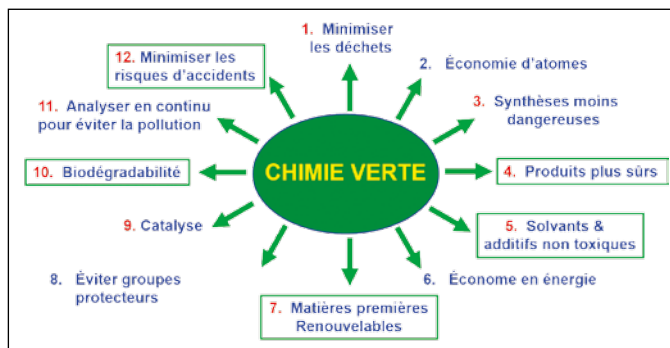 1. Minimiser
les déchets
2. Économie d'atomes
3. Synthèses moins
dangereuses
4. Produits plus sûrs
5. Solvants &
additifs non toxiques
6. Économe en énergie
7. Matières premières
Renouvelables
8. Éviter groupes
protecteurs
9. Catalyse
10. Biodégradabilité
11. Analyser en continu
pour éviter la pollution
12. Minimiser les
risques d'accidents
CHIMIE VERTE